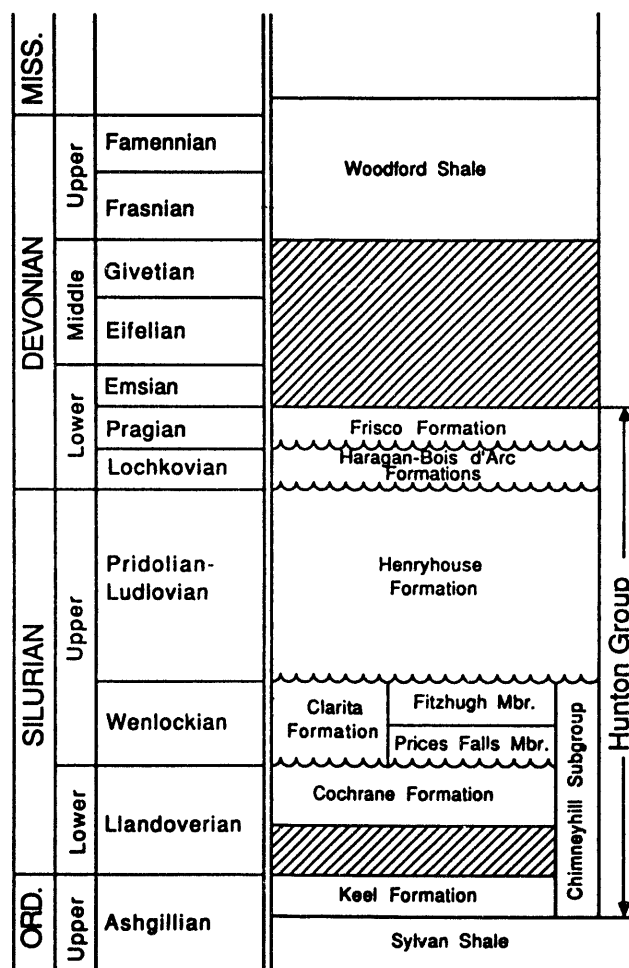 MISS.
DEVONIAN
Upper
Famennian
Woodford Shale
Frasnian
Middle
Givetian
Eifelian
Lower
Emsian
Pragian
Frisco Formation
Lochkovian
Haragan-Bois d'Arc
Formations
SILURIAN
Upper
Pridolian-
Ludlovian
Henryhouse
Formation
Wenlockian
Clarita
Formation
Fitzhugh Mbr.
Prices Falls Mbr.
Lower
Llandoverian
Cochrane Formation
Chimneyhill Subgroup
Hunton Group
ORD.
Upper
Ashgillian
Keel Formation
Sylvan Shale